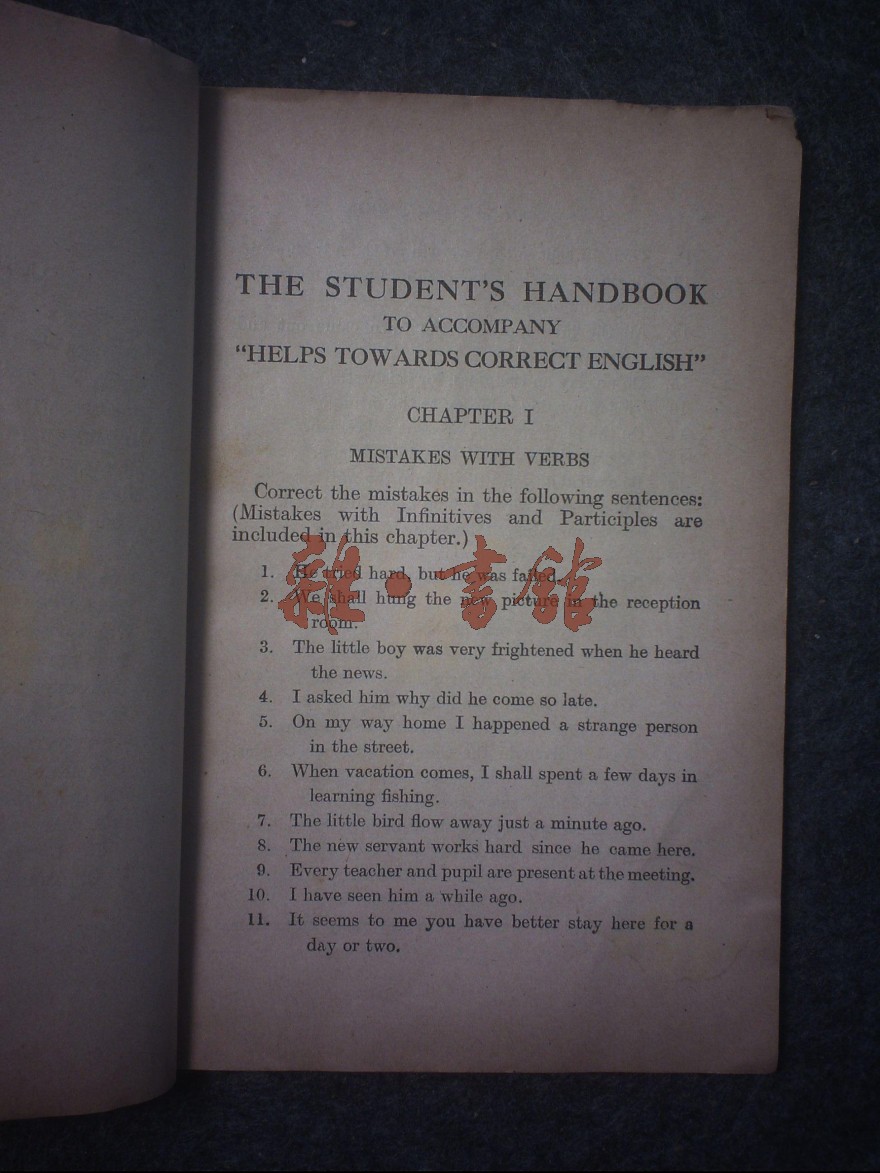 THE STUDENT'S HANDBOOK
TO ACCOMPANY
“HELPS TOWARDS CORRECT ENGLISH”
CHAPTER I
MISTAKES WITH VERBS
Correct the mistakes in the following sentences:
(Mistakes with Infinitives and Participles are
included in this chapter.)
1. He tried hard, but he was failed.
2. We shall hung the new picture in the reception
room.
雜·書館
3. The little boy was very frightened when he heard
the news.
4. I asked him why did he come so late.
5. On my way home I happened a strange person
in the street.
6. When vacation comes, I shall spent a few days in
learning fishing.
7. The little bird flow away just a minute ago.
8. The new servant works hard since he came here.
9. Every teacher and pupil are present at the meeting.
10. I have seen him a while ago.
11. It seems to me you have better stay here for a
day or two.